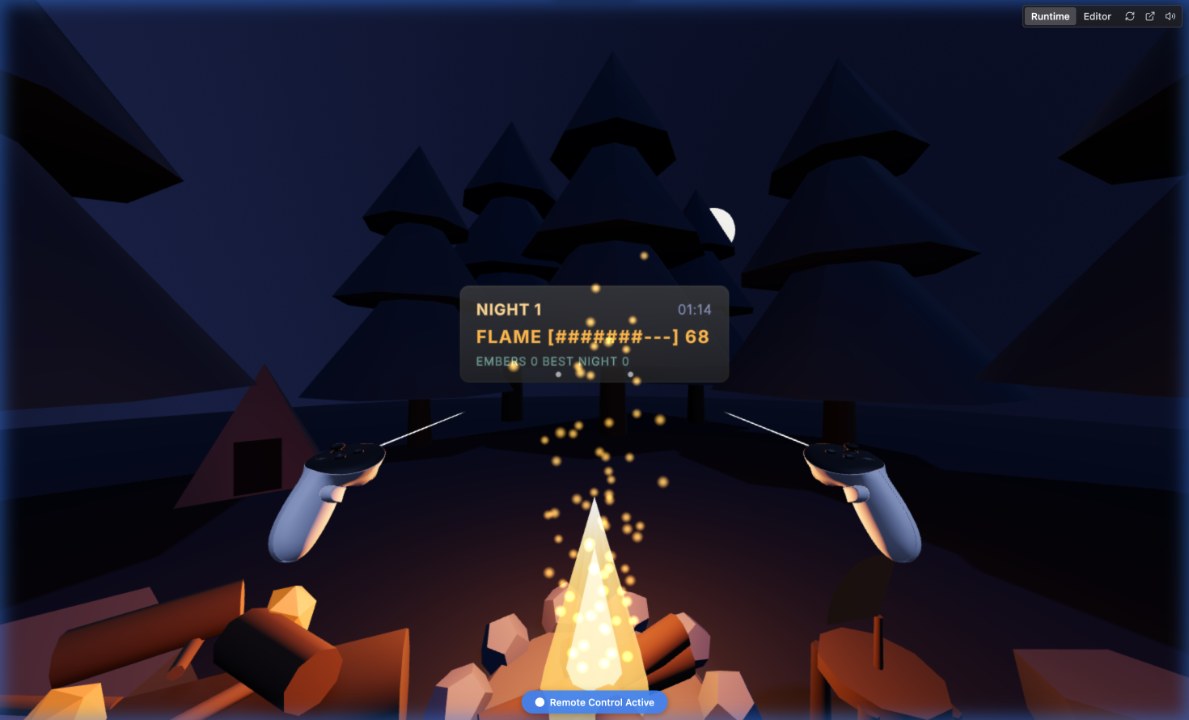 Runtime Editor
NIGHT 1 01:14
FLAME [#######---] 68
EMBERS 0 BEST NIGHT 0
Remote Control Active